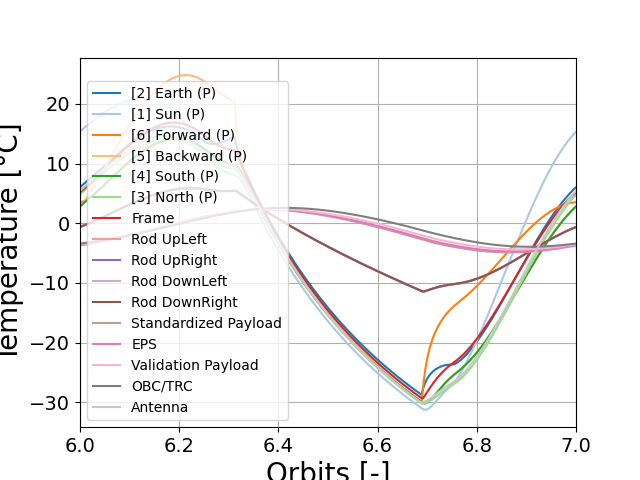 Temperature [°C]
20
10
0
−10
−20
−30
[2] Earth (P)
[1] Sun (P)
[6] Forward (P)
[5] Backward (P)
[4] South (P)
[3] North (P)
Frame
Rod UpLeft
Rod UpRight
Rod DownLeft
Rod DownRight
Standardized Payload
EPS
Validation Payload
OBC/TRC
Antenna
6.0 6.2 6.4 6.6 6.8 7.0
Orbits [-]